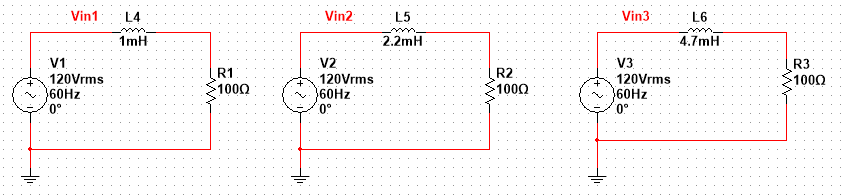 Vin1
L4
1mH
V1
120Vrms
60Hz
0°
R1
100Ω
Vin2
L5
2.2mH
V2
120Vrms
60Hz
0°
R2
100Ω
Vin3
L6
4.7mH
V3
120Vrms
60Hz
0°
R3
100Ω